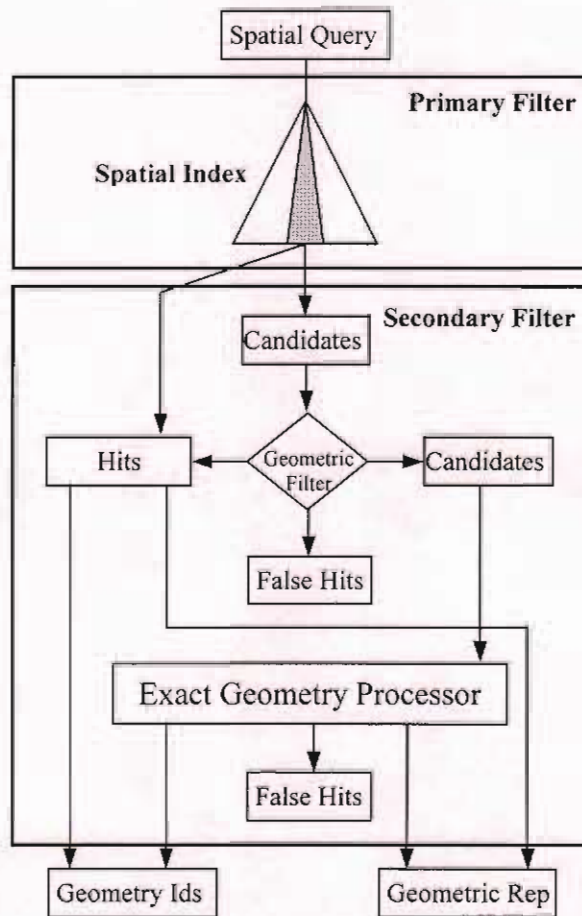 Spatial Query
Primary Filter
Spatial Index
Secondary Filter
Candidates
Hits
Geometric
Filter
Candidates
False Hits
Exact Geometry Processor
False Hits
Geometry Ids
Geometric Rep